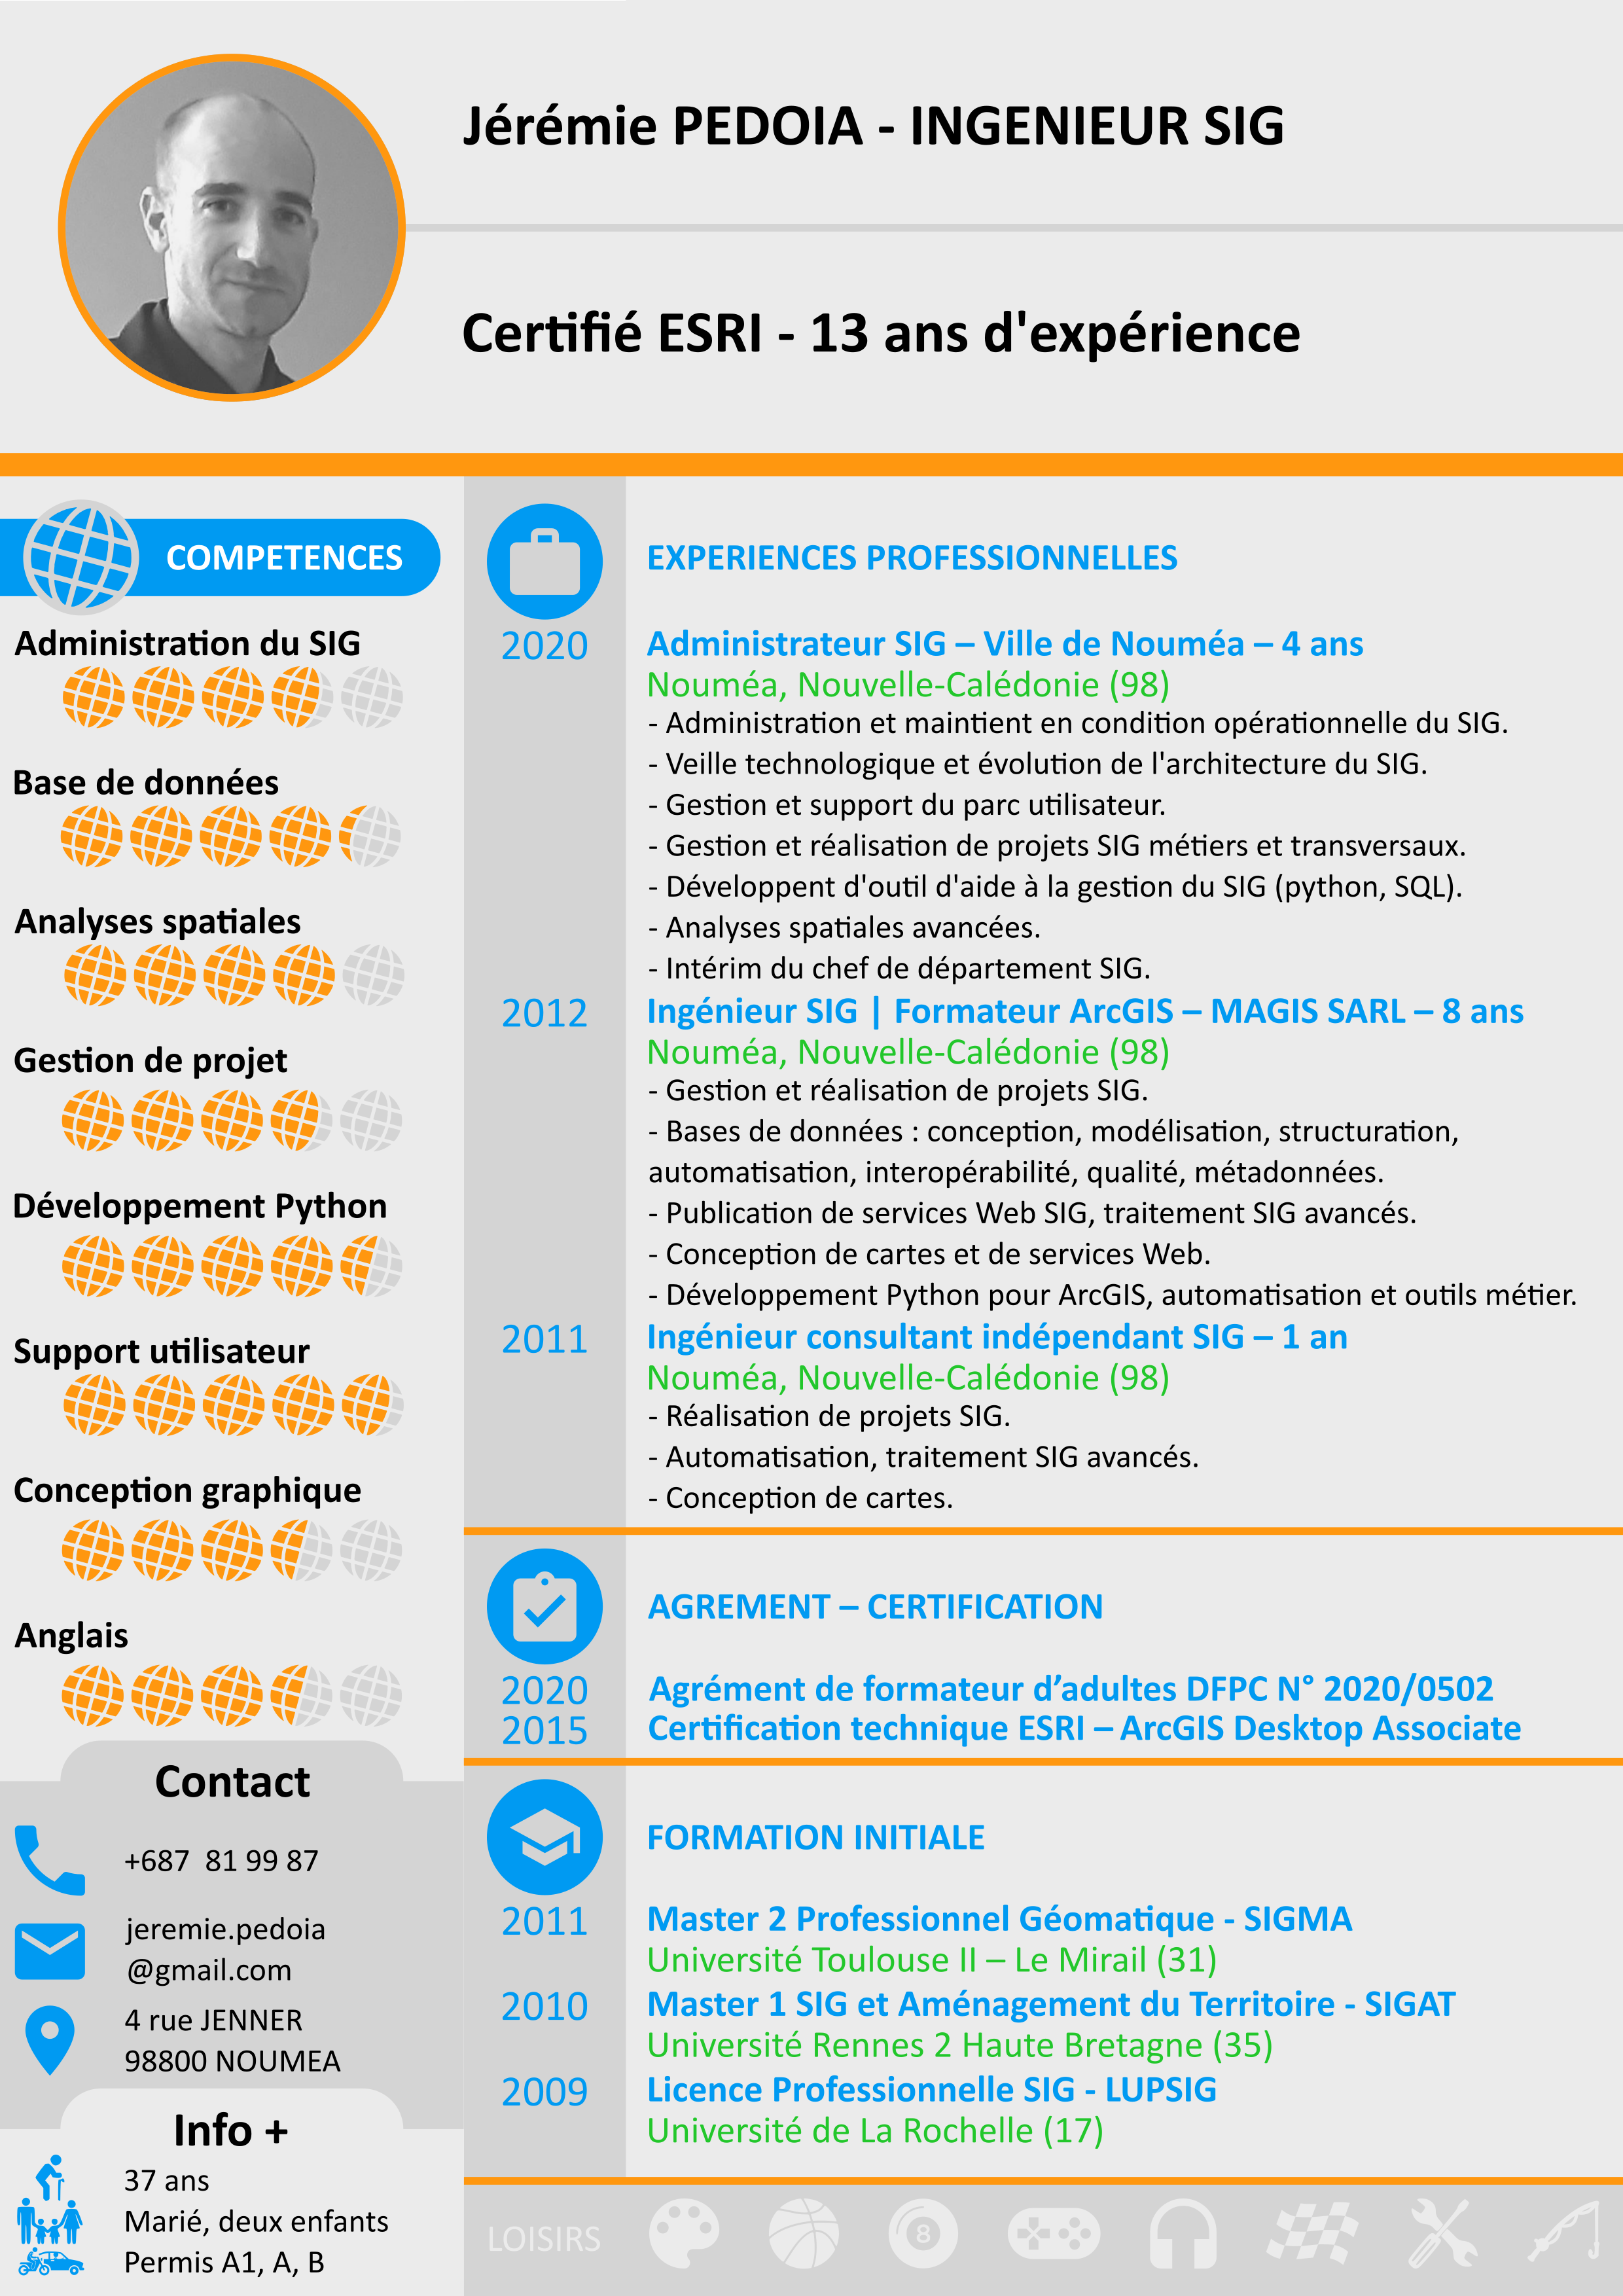 Jérémie PEDOIA - INGENIEUR SIG
Certifié ESRI - 13 ans d'expérience
COMPETENCES
Administration du SIG
Base de données
Analyses spatiales
Gestion de projet
Développement Python
Support utilisateur
Conception graphique
Anglais
Contact
+687  81 99 87
jeremie.pedoia
@gmail.com
4 rue JENNER
98800 NOUMEA
Info +
37 ans
Marié, deux enfants
Permis A1, A, B
EXPERIENCES PROFESSIONNELLES
2020 Administrateur SIG – Ville de Nouméa – 4 ans
Nouméa, Nouvelle-Calédonie (98)
- Administration et maintient en condition opérationnelle du SIG.
- Veille technologique et évolution de l'architecture du SIG.
- Gestion et support du parc utilisateur.
- Gestion et réalisation de projets SIG métiers et transversaux.
- Développent d'outil d'aide à la gestion du SIG (python, SQL).
- Analyses spatiales avancées.
- Intérim du chef de département SIG.
2012 Ingénieur SIG | Formateur ArcGIS – MAGIS SARL – 8 ans
Nouméa, Nouvelle-Calédonie (98)
- Gestion et réalisation de projets SIG.
- Bases de données : conception, modélisation, structuration,
automatisation, interopérabilité, qualité, métadonnées.
- Publication de services Web SIG, traitement SIG avancés.
- Conception de cartes et de services Web.
- Développement Python pour ArcGIS, automatisation et outils métier.
2011 Ingénieur consultant indépendant SIG – 1 an
Nouméa, Nouvelle-Calédonie (98)
- Réalisation de projets SIG.
- Automatisation, traitement SIG avancés.
- Conception de cartes.
AGREMENT – CERTIFICATION
2020 Agrément de formateur d’adultes DFPC N° 2020/0502
2015 Certification technique ESRI – ArcGIS Desktop Associate
FORMATION INITIALE
2011 Master 2 Professionnel Géomatique - SIGMA
Université Toulouse II – Le Mirail (31)
2010 Master 1 SIG et Aménagement du Territoire - SIGAT
Université Rennes 2 Haute Bretagne (35)
2009 Licence Professionnelle SIG - LUPSIG
Université de La Rochelle (17)
LOISIRS
8